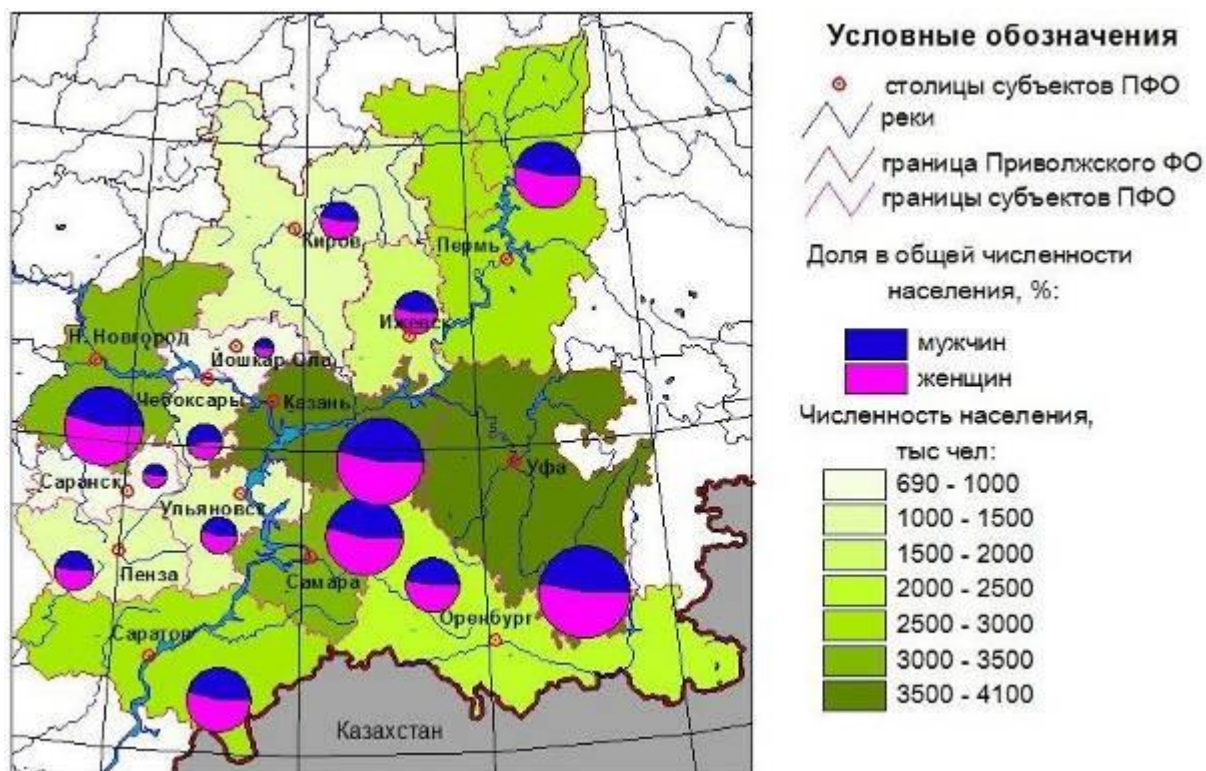 Условные обозначения
столицы субъектов ПФО
реки
граница Приволжского ФО
границы субъектов ПФО
Доля в общей численности
населения, %:
мужчин
женщин
Численность населения,
тыс чел:
690 - 1000
1000 - 1500
1500 - 2000
2000 - 2500
2500 - 3000
3000 - 3500
3500 - 4100
Киров
Пермь
Ижевск
Н. Новгород
Йошкар-Ола
Чебоксары
Казань
Уфа
Саранск
Ульяновск
Пенза
Самара
Оренбург
Саратов
Казахстан